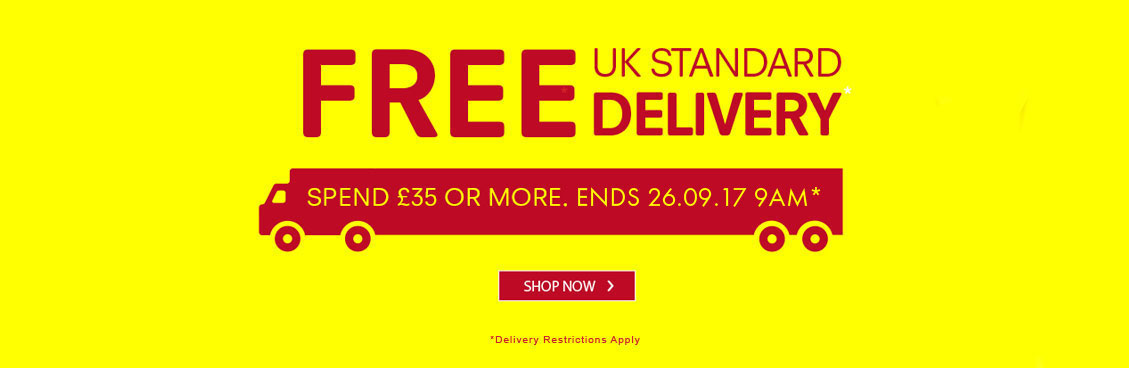 FREE UK STANDARD
DELIVERY*
SPEND £35 OR MORE. ENDS 26.09.17 9AM*
SHOP NOW >
*Delivery Restrictions Apply